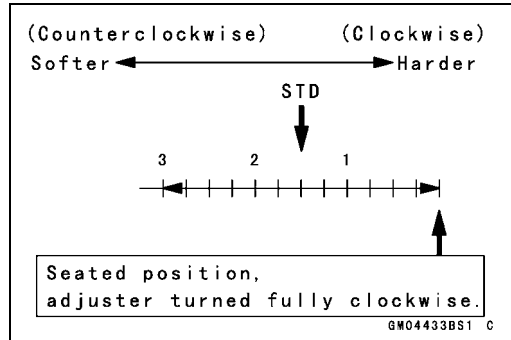 (Counterclockwise) (Clockwise)
Softer Harder
STD
3 2 1
Seated position,
adjuster turned fully clockwise.
GM04433BS1 C